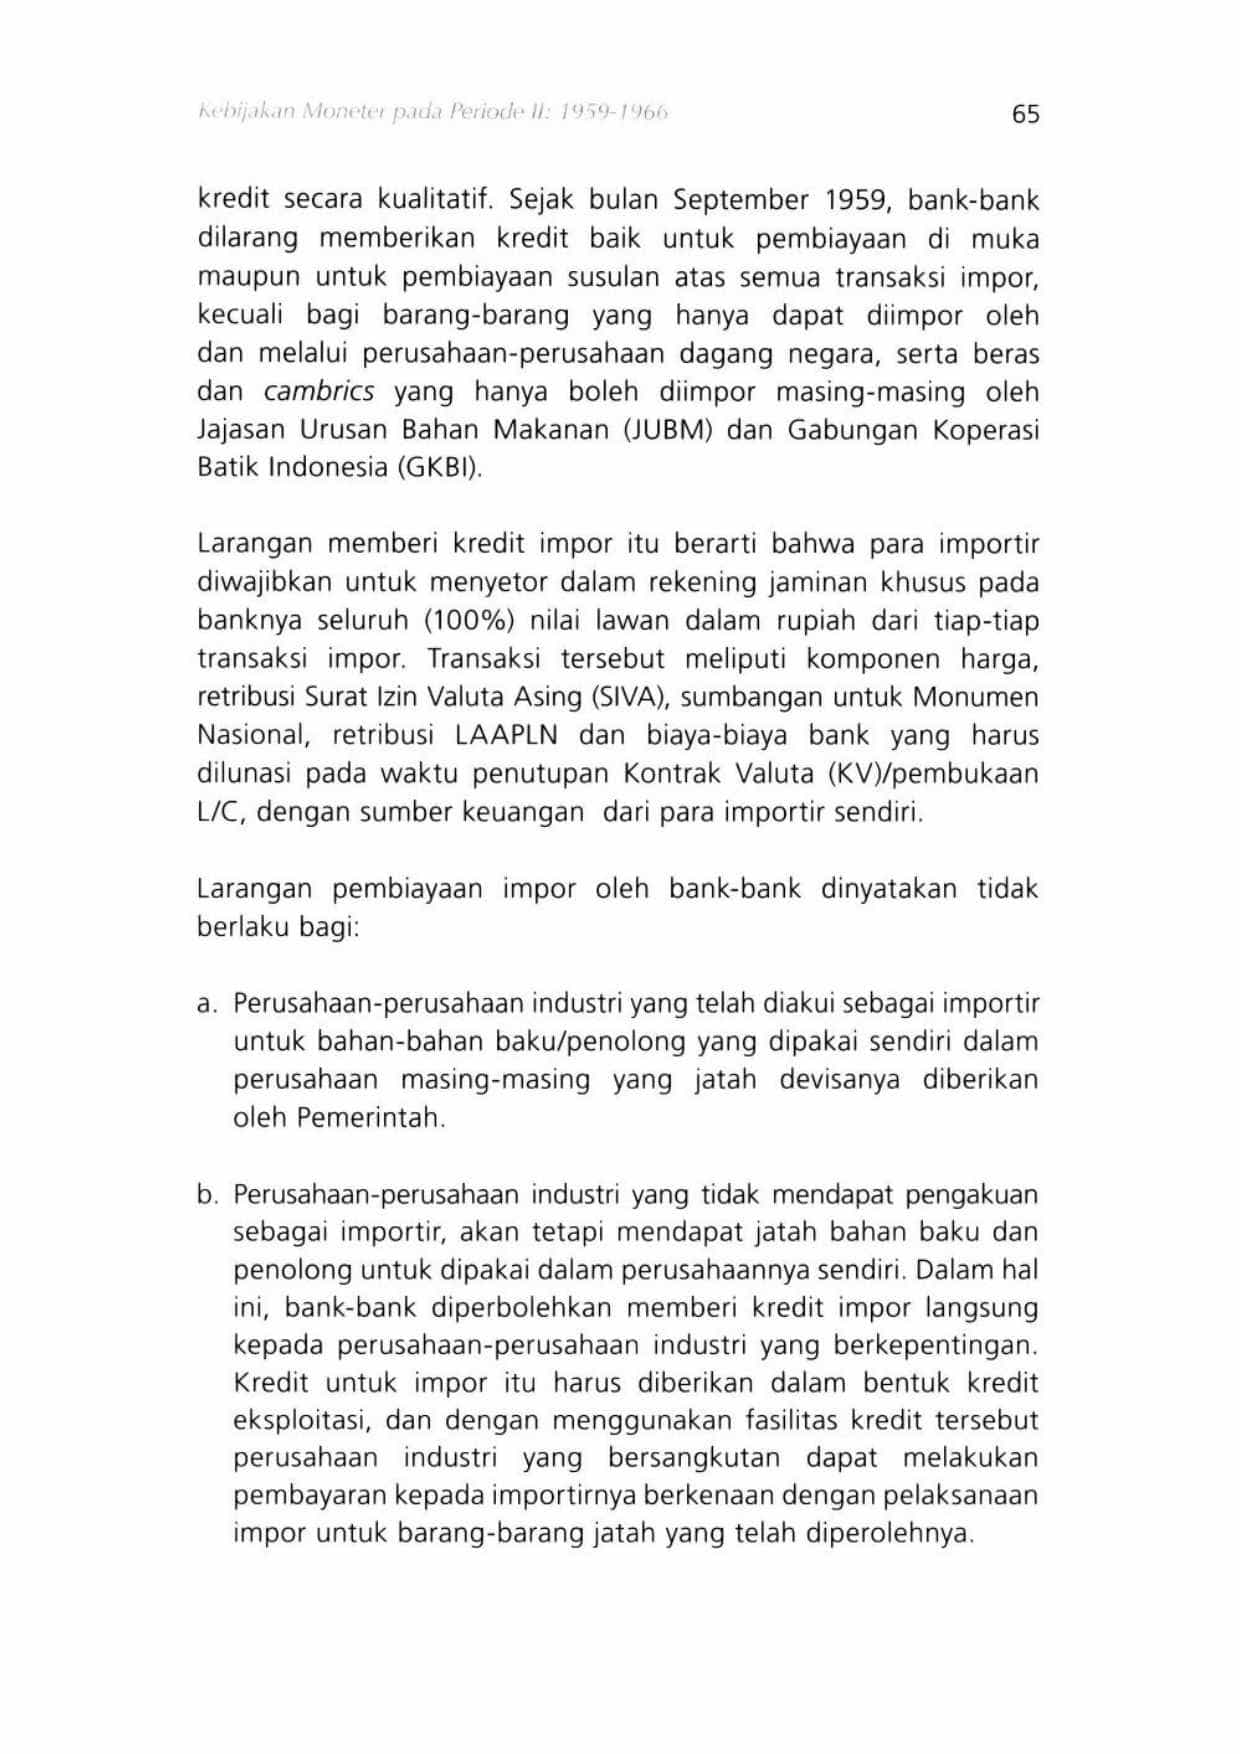 Kebijakan Moneter pada Periode II: 1959-1966 65
kredit secara kualitatif. Sejak bulan September 1959, bank-bank
dilarang memberikan kredit baik untuk pembiayaan di muka
maupun untuk pembiayaan susulan atas semua transaksi impor,
kecuali bagi barang-barang yang hanya dapat diimpor oleh
dan melalui perusahaan-perusahaan dagang negara, serta beras
dan cambrics yang hanya boleh diimpor masing-masing oleh
Jajasan Urusan Bahan Makanan (JUBM) dan Gabungan Koperasi
Batik Indonesia (GKBI).
Larangan memberi kredit impor itu berarti bahwa para importir
diwajibkan untuk menyetor dalam rekening jaminan khusus pada
banknya seluruh (100%) nilai lawan dalam rupiah dari tiap-tiap
transaksi impor. Transaksi tersebut meliputi komponen harga,
retribusi Surat Izin Valuta Asing (SIVA), sumbangan untuk Monumen
Nasional, retribusi LAAPLN dan biaya-biaya bank yang harus
dilunasi pada waktu penutupan Kontrak Valuta (KV)/pembukaan
L/C, dengan sumber keuangan dari para importir sendiri.
Larangan pembiayaan impor oleh bank-bank dinyatakan tidak
berlaku bagi:
a. Perusahaan-perusahaan industri yang telah diakui sebagai importir
untuk bahan-bahan baku/penolong yang dipakai sendiri dalam
perusahaan masing-masing yang jatah devisanya diberikan
oleh Pemerintah.
b. Perusahaan-perusahaan industri yang tidak mendapat pengakuan
sebagai importir, akan tetapi mendapat jatah bahan baku dan
penolong untuk dipakai dalam perusahaannya sendiri. Dalam hal
ini, bank-bank diperbolehkan memberi kredit impor langsung
kepada perusahaan-perusahaan industri yang berkepentingan.
Kredit untuk impor itu harus diberikan dalam bentuk kredit
eksploitasi, dan dengan menggunakan fasilitas kredit tersebut
perusahaan industri yang bersangkutan dapat melakukan
pembayaran kepada importirnya berkenaan dengan pelaksanaan
impor untuk barang-barang jatah yang telah diperolehnya.